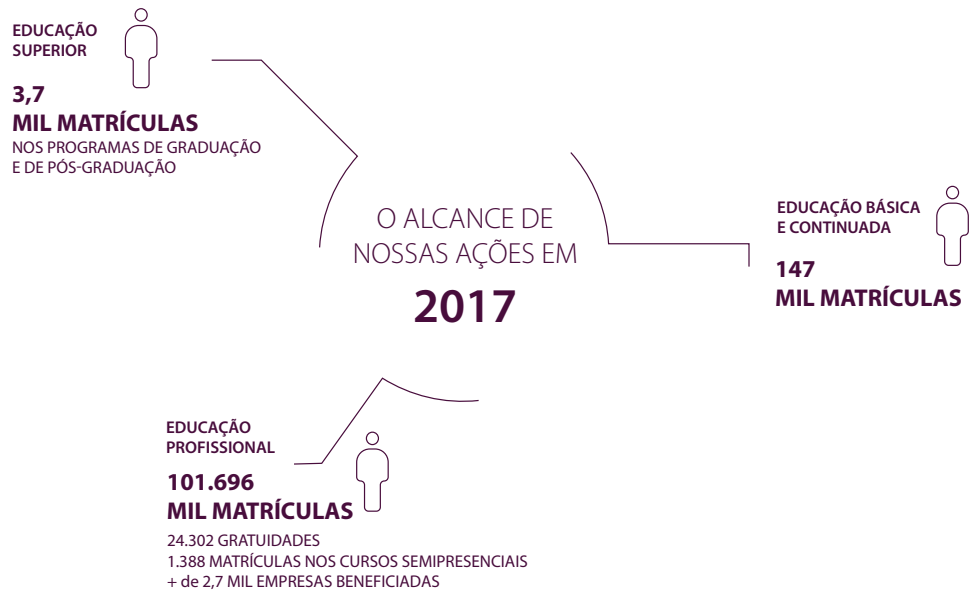 EDUCAÇÃO
SUPERIOR
3,7
MIL MATRÍCULAS
NOS PROGRAMAS DE GRADUAÇÃO
E DE PÓS-GRADUAÇÃO
O ALCANCE DE
NOSSAS AÇÕES EM
2017
EDUCAÇÃO BÁSICA
E CONTINUADA
147
MIL MATRÍCULAS
EDUCAÇÃO
PROFISSIONAL
101.696
MIL MATRÍCULAS
24.302 GRATUIDADES
1.388 MATRÍCULAS NOS CURSOS SEMIPRESENCIAIS
+ de 2,7 MIL EMPRESAS BENEFICIADAS